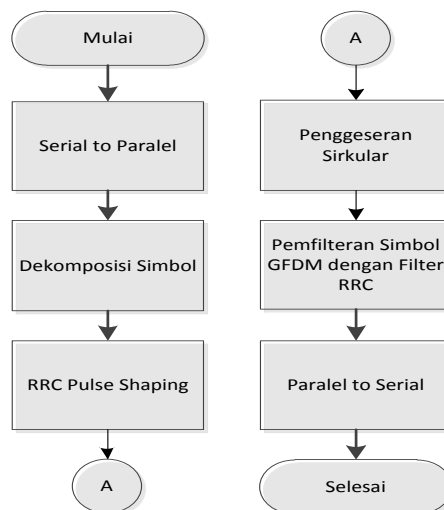 Mulai
Serial to Paralel
Dekomposisi Simbol
RRC Pulse Shaping
A
A
Penggeseran
Sirkular
Pemfilteran Simbol
GFDM dengan Filter
RRC
Paralel to Serial
Selesai